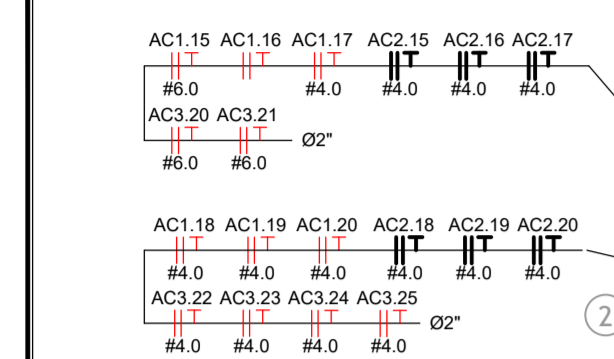 AC1.15 AC1.16 AC1.17 AC2.15 AC2.16 AC2.17
#6.0 #4.0 #4.0 #4.0 #4.0
AC3.20 AC3.21
Ø2"
#6.0 #6.0
AC1.18 AC1.19 AC1.20 AC2.18 AC2.19 AC2.20
#4.0 #4.0 #4.0 #4.0 #4.0 #4.0
AC3.22 AC3.23 AC3.24 AC3.25
Ø2"
#4.0 #4.0 #4.0 #4.0
2